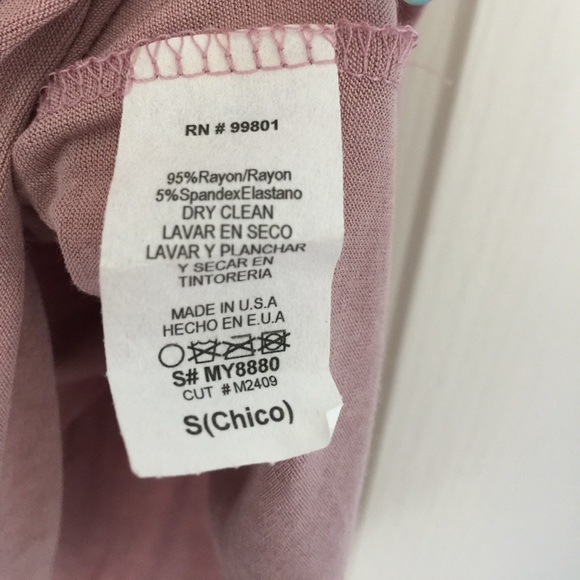 RN # 99801
95%Rayon/Rayon
5%SpandexElastano
DRY CLEAN
LAVAR EN SECO
LAVAR Y PLANCHAR
Y SECAR EN
TINTORERIA
MADE IN U.S.A
HECHO EN E.U.A
S# MY8880
CUT #M2409
S(Chico)